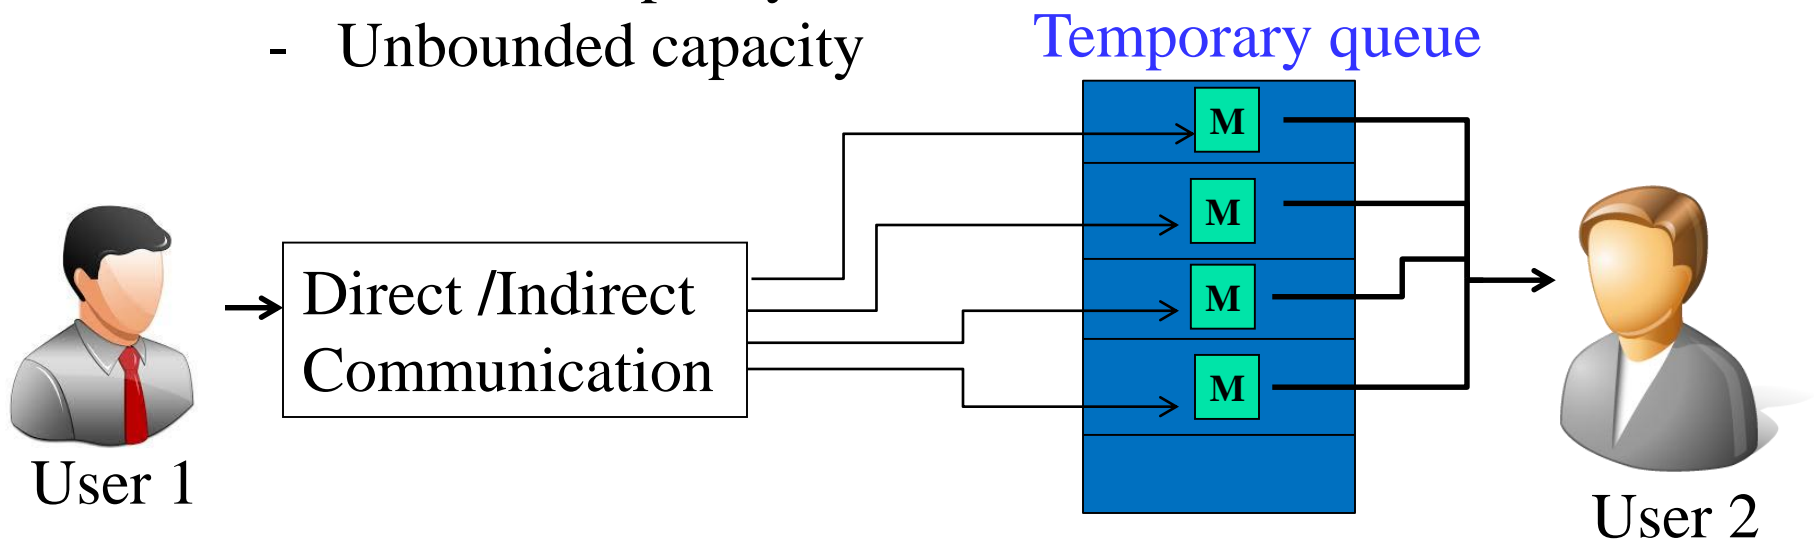 - Unbounded capacity
Temporary queue
M
M
Direct /Indirect
Communication
M
M
User 1
User 2